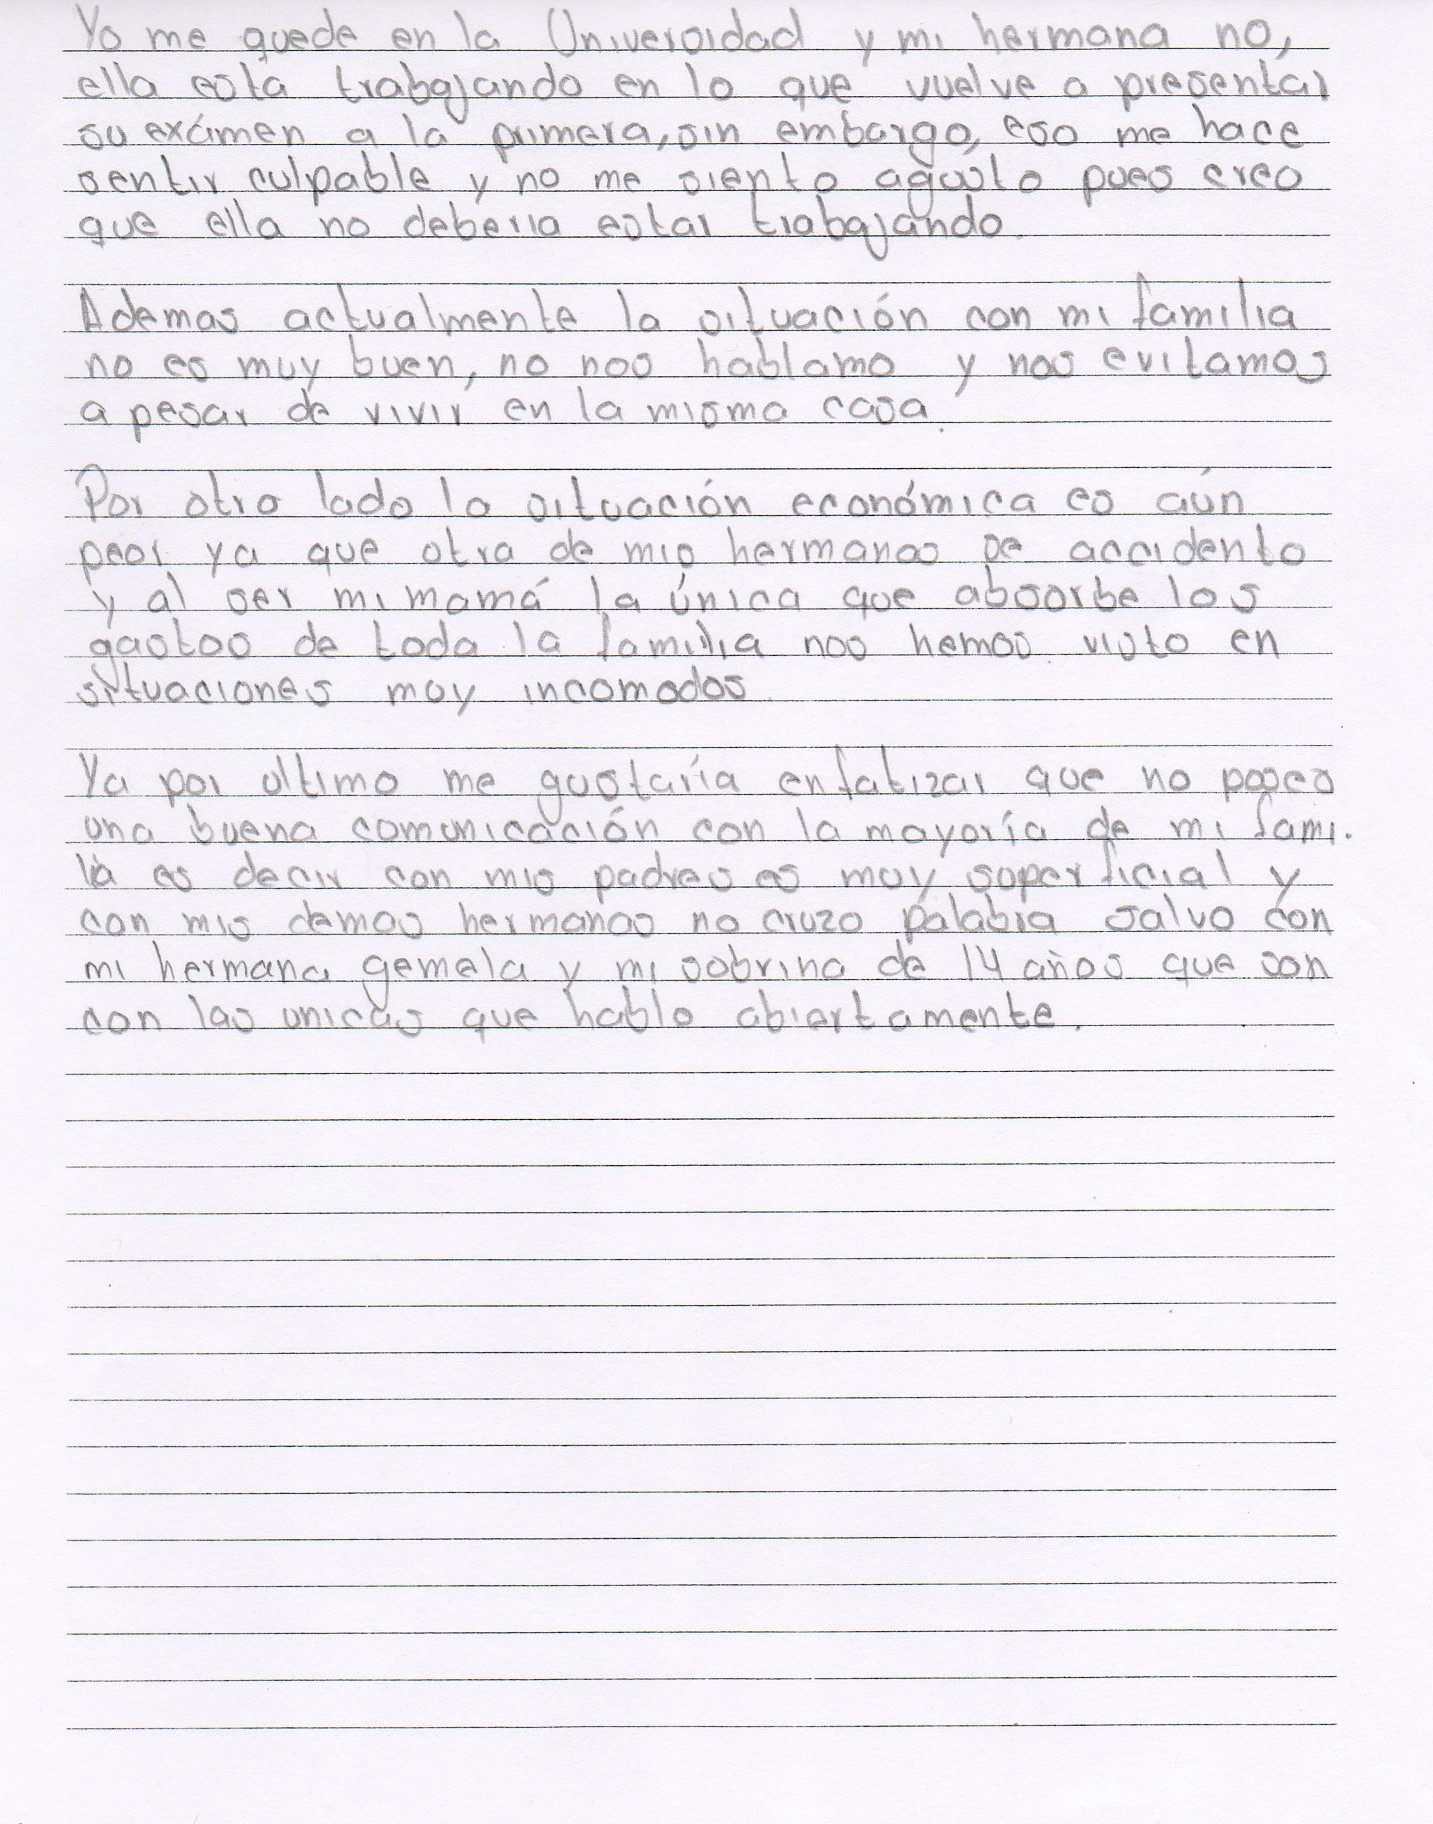 Yo me quede en la Universidad y mi hermana no,
ella esta trabajando en lo que vuelve a presentar
su exámen a la primera, sin embargo, eso me hace
sentir culpable y no me siento agusto pues creo
que ella no deberia estar trabajando.
Ademas actualmente la situación con mi familia
no es muy buen, no nos hablamo y nos evitamos
a pesar de vivir en la misma casa.
Por otro lado la situación económica es aún
peor ya que otra de mis hermanas se accidento
y al ser mi mamá la única que absorbe los
gastos de toda la familia nos hemos visto en
situaciones muy incomodas
Ya por ultimo me gustaría enfatizar que no poseo
una buena comunicación con la mayoría de mi fami.
lia es decir con mis padres es muy superficial y
con mis demas hermanas no cruzo palabra salvo con
mi hermana gemela y mi sobrina de 14 años que son
con las unicas que hablo abiertamente.